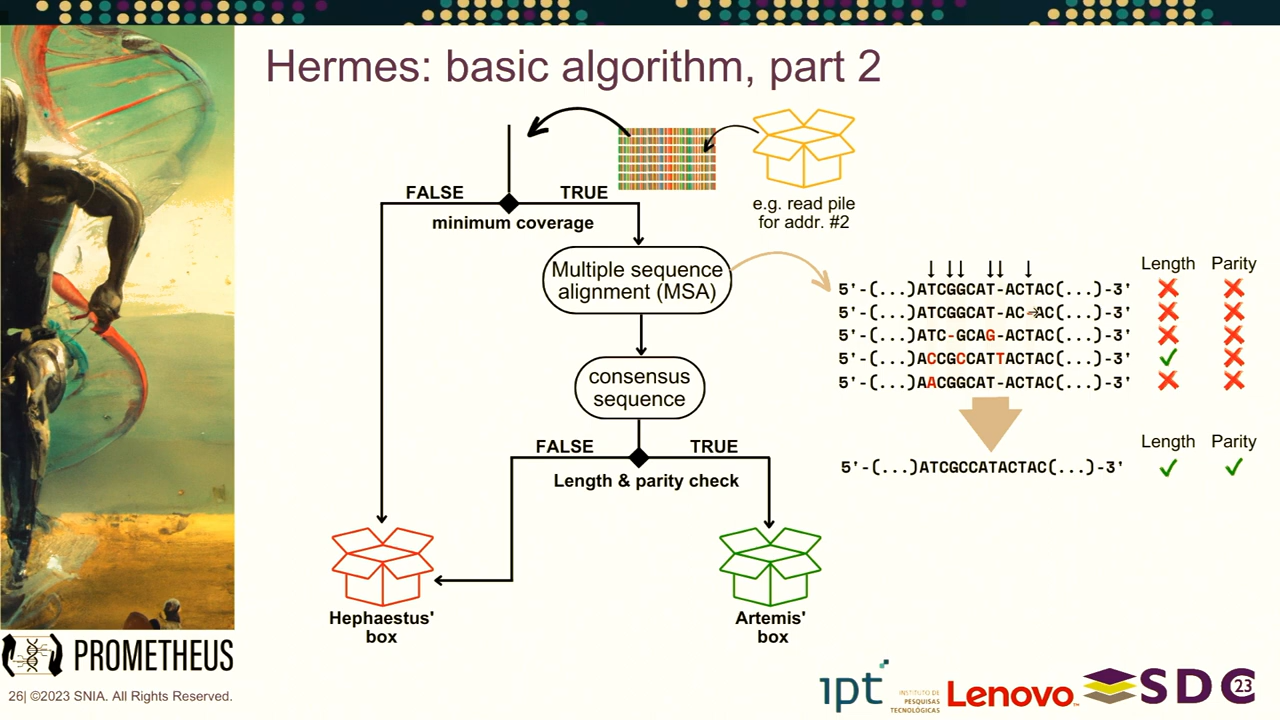 Hermes: basic algorithm, part 2
FALSE
TRUE
minimum coverage
e.g. read pile
for addr. #2
Multiple sequence
alignment (MSA)
consensus
sequence
FALSE
TRUE
Length & parity check
Hephaestus'
box
Artemis'
box
Length Parity
5'-(...)ATCGGCAT-ACTAC(...)-3'
5'-(...)ATCGGCAT-AC-AC(...)-3'
5'-(...)ATC-GCAG-ACTAC(...)-3'
5'-(...)ACCGCCATTACTAC(...)-3'
5'-(...)AACGGCAT-ACTAC(...)-3'
Length Parity
5'-(...)ATCGCCATACTAC(...)-3'
PROMETHEUS
26| ©2023 SNIA. All Rights Reserved.
ipt
INSTITUTO DE
PESQUISAS
TECNOLÓGICAS
Lenovo
SDC
23